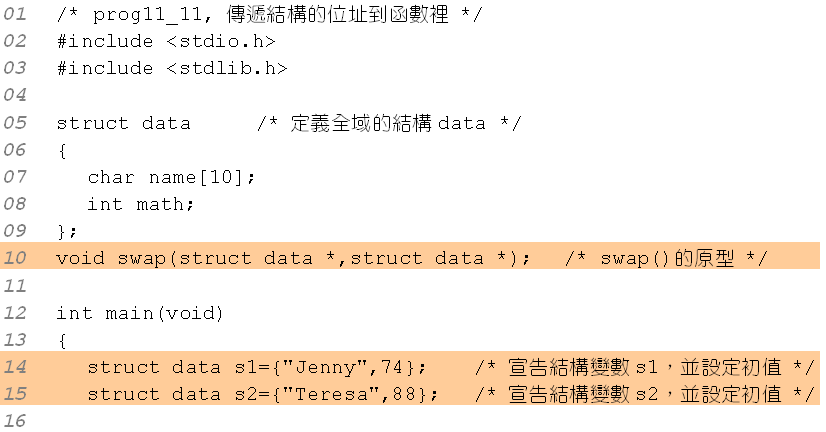 01 /* prog11_11, 傳遞結構的位址到函數裡 */
02 #include <stdio.h>
03 #include <stdlib.h>
04
05 struct data /* 定義全域的結構 data */
06 {
07 char name[10];
08 int math;
09 };
10 void swap(struct data *,struct data *); /* swap()的原型 */
11
12 int main(void)
13 {
14 struct data s1={"Jenny",74}; /* 宣告結構變數 s1，並設定初值 */
15 struct data s2={"Teresa",88}; /* 宣告結構變數 s2，並設定初值 */
16